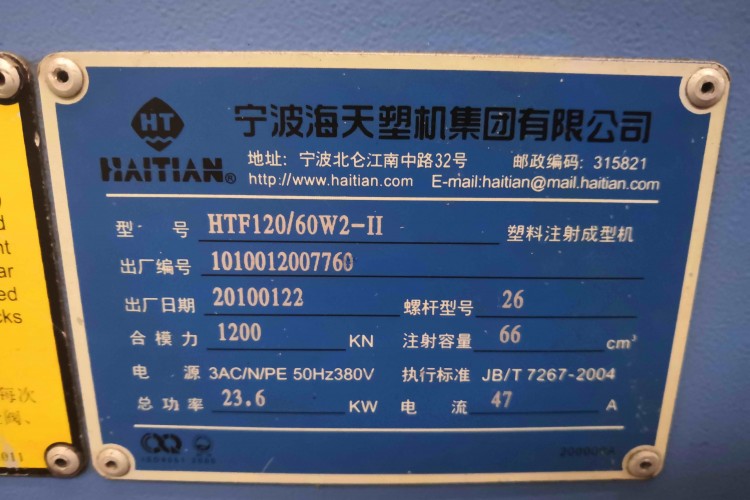 HT
HAITIAN®
宁波海天塑机集团有限公司
地址: 宁波北仑江南中路32号 邮政编码: 315821
http://www.haitian.com E-mail:haitian@mail.haitian.com
型 号 HTF120/60W2-II 塑料注射成型机
出厂编号 1010012007760
出厂日期 20100122 螺杆型号 26
合模力 1200 KN 注射容量 66 cm³
电 源 3AC/N/PE 50Hz380V 执行标准 JB/T 7267-2004
总功率 23.6 KW 电 流 47 A